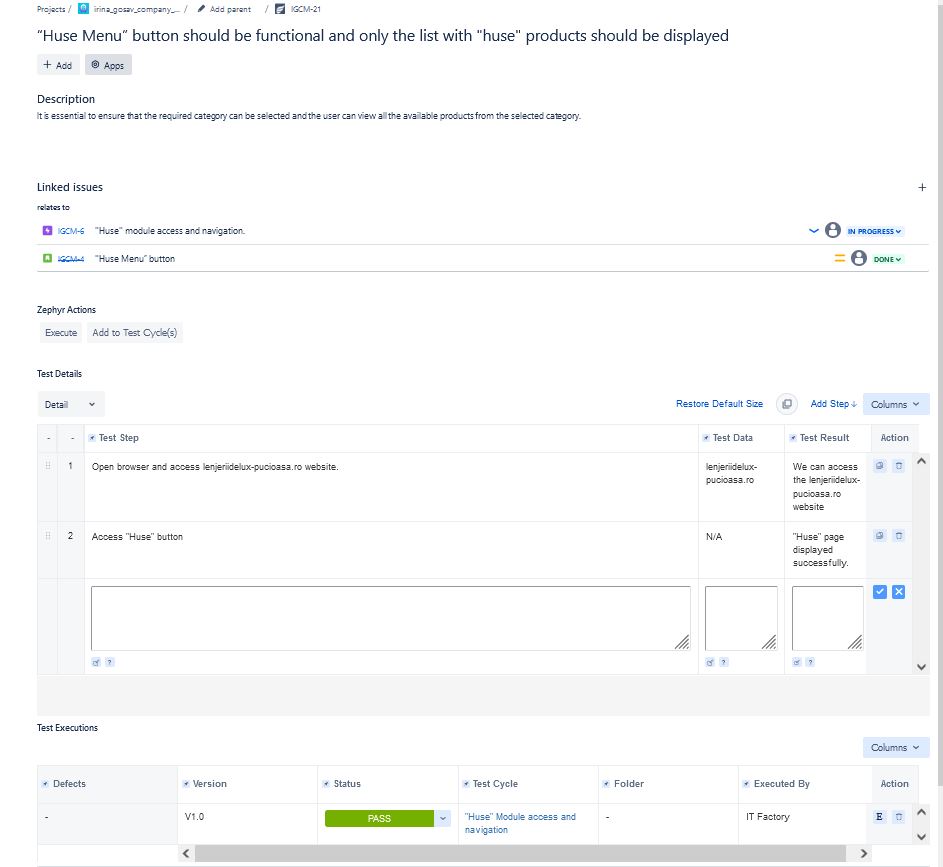 Projects / irina_gosav_company_... / Add parent / IGCM-21
“Huse Menu” button should be functional and only the list with "huse" products should be displayed
+ Add Apps
Description
It is essential to ensure that the required category can be selected and the user can view all the available products from the selected category.
Linked issues +
relates to
IGCM-6 "Huse" module access and navigation. IN PROGRESS
IGCM-4 "Huse Menu" button DONE
Zephyr Actions
Execute Add to Test Cycle(s)
Test Details
Detail Restore Default Size Add Step↓ Columns
- - Test Step Test Data Test Result Action
1 Open browser and access lenjeriidelux-pucioasa.ro website. lenjeriidelux- We can access
pucioasa.ro the lenjeriidelux-
pucioasa.ro
website
2 Access "Huse" button N/A "Huse" page
displayed
successfully.
? ? ?
Test Executions
Columns
Defects Version Status Test Cycle Folder Executed By Action
- V1.0 PASS "Huse" Module access and - IT Factory E
navigation